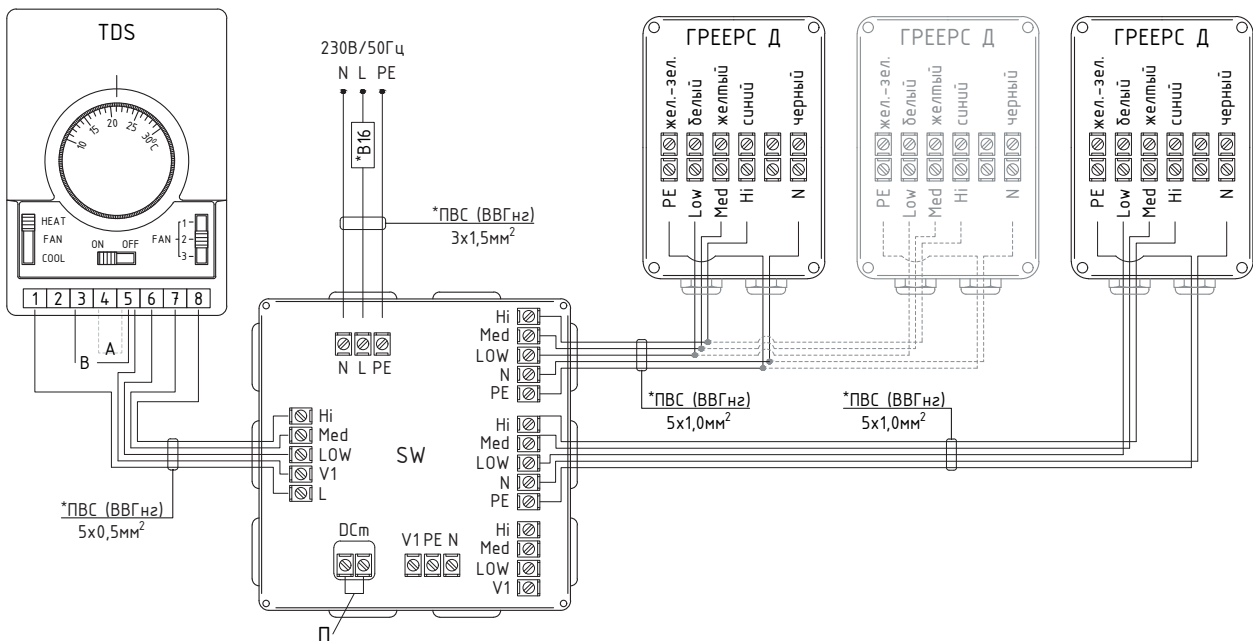 TDS
10 15 20 25 30°C
HEAT
FAN
COOL
ON OFF
FAN
1
2
3
1 2 3 4 5 6 7 8
A
B
*ПВС (ВВГнг)
5x0,5мм²
230В/50Гц
N L PE
*B16
*ПВС (ВВГнг)
3x1,5мм²
N L PE
SW
Hi
Med
LOW
V1
L
DCm
П
V1 PE N
Hi
Med
LOW
N
PE
Hi
Med
LOW
N
PE
Hi
Med
LOW
V1
*ПВС (ВВГнг)
5x1,0мм²
*ПВС (ВВГнг)
5x1,0мм²
ГРЕЕРС Д
жел.-зел.
белый
желтый
синий
черный
PE
Low
Med
Hi
N
ГРЕЕРС Д
жел.-зел.
белый
желтый
синий
черный
PE
Low
Med
Hi
N
ГРЕЕРС Д
жел.-зел.
белый
желтый
синий
черный
PE
Low
Med
Hi
N